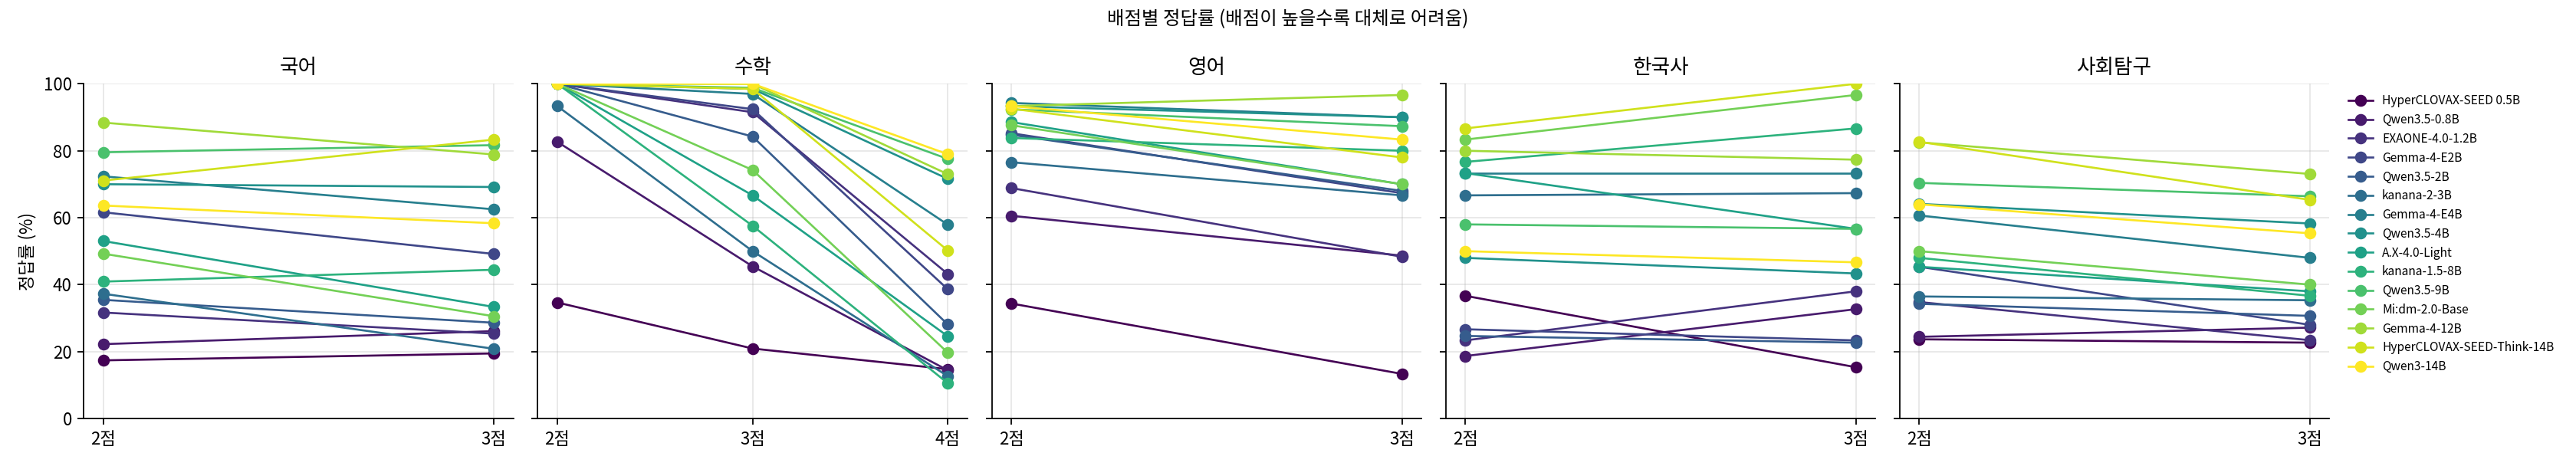 배점별 정답률 (배점이 높을수록 대체로 어려움)
국어
수학
영어
한국사
사회탐구
정답률 (%)
100
80
60
40
20
0
2점
3점
2점
3점
4점
2점
3점
2점
3점
2점
3점
HyperCLOVAX-SEED 0.5B
Qwen3.5-0.8B
EXAONE-4.0-1.2B
Gemma-4-E2B
Qwen3.5-2B
kanana-2-3B
Gemma-4-E4B
Qwen3.5-4B
A.X-4.0-Light
kanana-1.5-8B
Qwen3.5-9B
Mi:dm-2.0-Base
Gemma-4-12B
HyperCLOVAX-SEED-Think-14B
Qwen3-14B